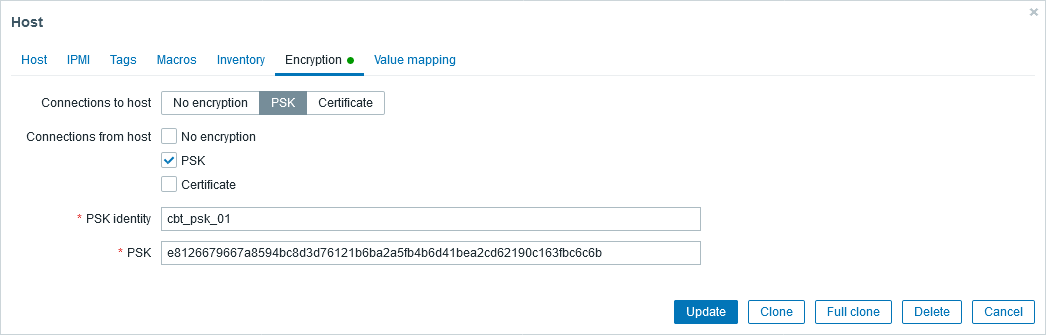 Host
Host IPMI Tags Macros Inventory Encryption Value mapping
Connections to host No encryption PSK Certificate
Connections from host No encryption
PSK
Certificate
* PSK identity cbt_psk_01
* PSK e8126679667a8594bc8d3d76121b6ba2a5fb4b6d41bea2cd62190c163fbc6c6b
Update Clone Full clone Delete Cancel